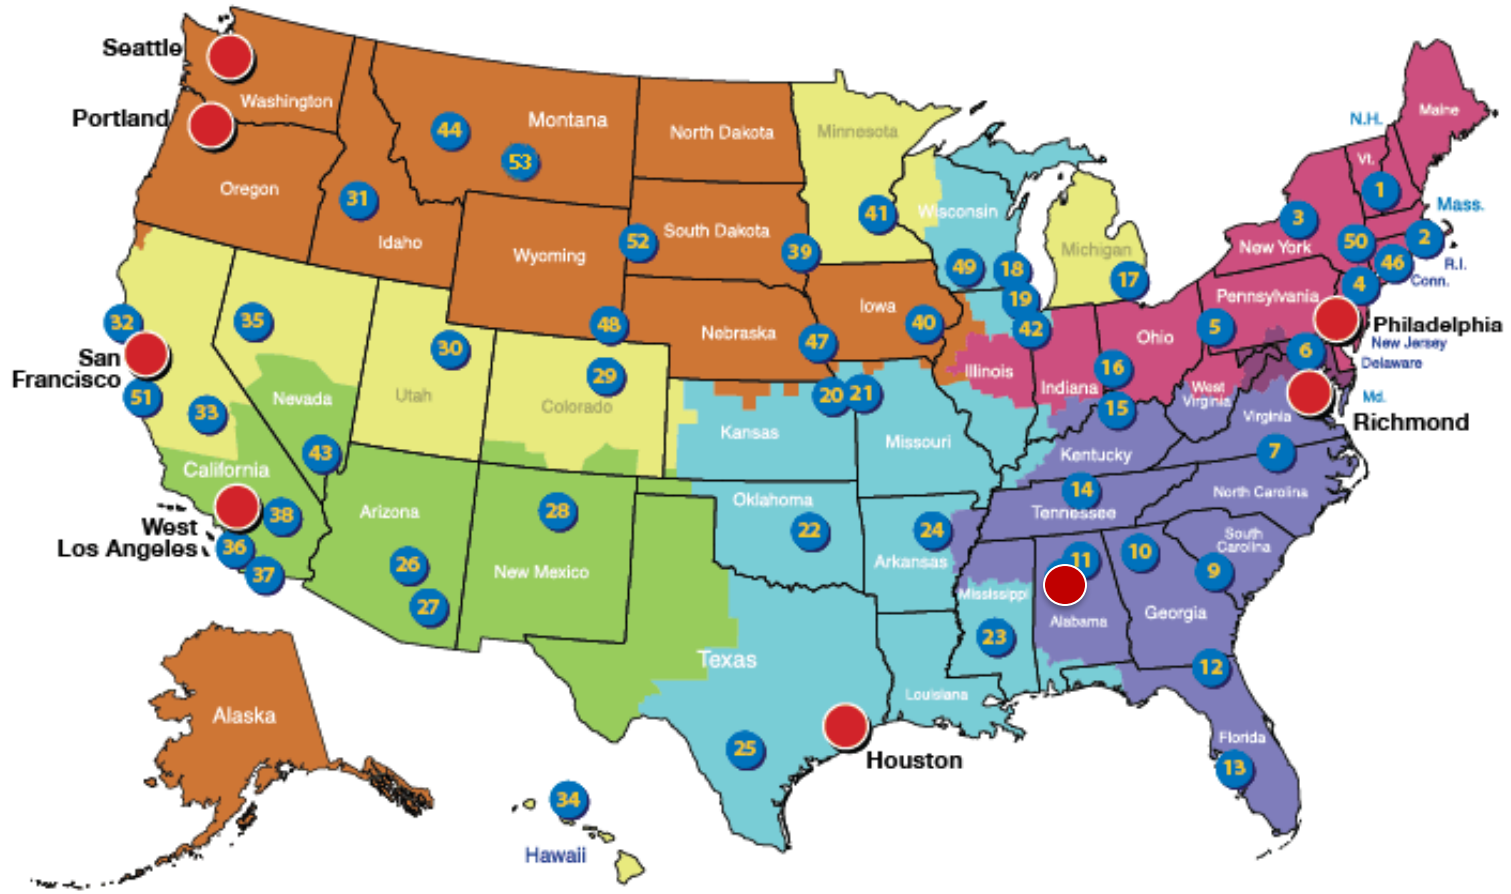 Seattle
Washington
Portland
Oregon
44
Montana
53
31
Idaho
North Dakota
Minnesota
52
South Dakota
39
Wyoming
41
Wisconsin
49
18
19
42
Michigan
17
Maine
N.H.
Vt.
1
Mass.
3
New York
50
2
46
R.I.
Conn.
4
Pennsylvania
5
Philadelphia
New Jersey
6
Delaware
Md.
Richmond
32
San
Francisco
51
33
35
Nevada
43
California
30
Utah
48
29
Colorado
Nebraska
47
Iowa
40
20
21
Illinois
Indiana
16
15
Ohio
West
Virginia
Virginia
7
Kansas
Missouri
Kentucky
14
Tennessee
North Carolina
South
Carolina
9
West
Los Angeles
38
36
37
Arizona
26
27
28
New Mexico
Oklahoma
22
24
Arkansas
Mississippi
23
11
Alabama
10
Georgia
12
Florida
13
Texas
25
Louisiana
Houston
Alaska
34
Hawaii